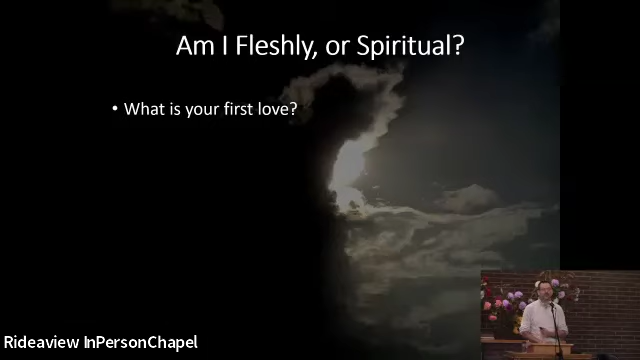 Am I Fleshly, or Spiritual?
• What is your first love?
Rideaview InPersonChapel